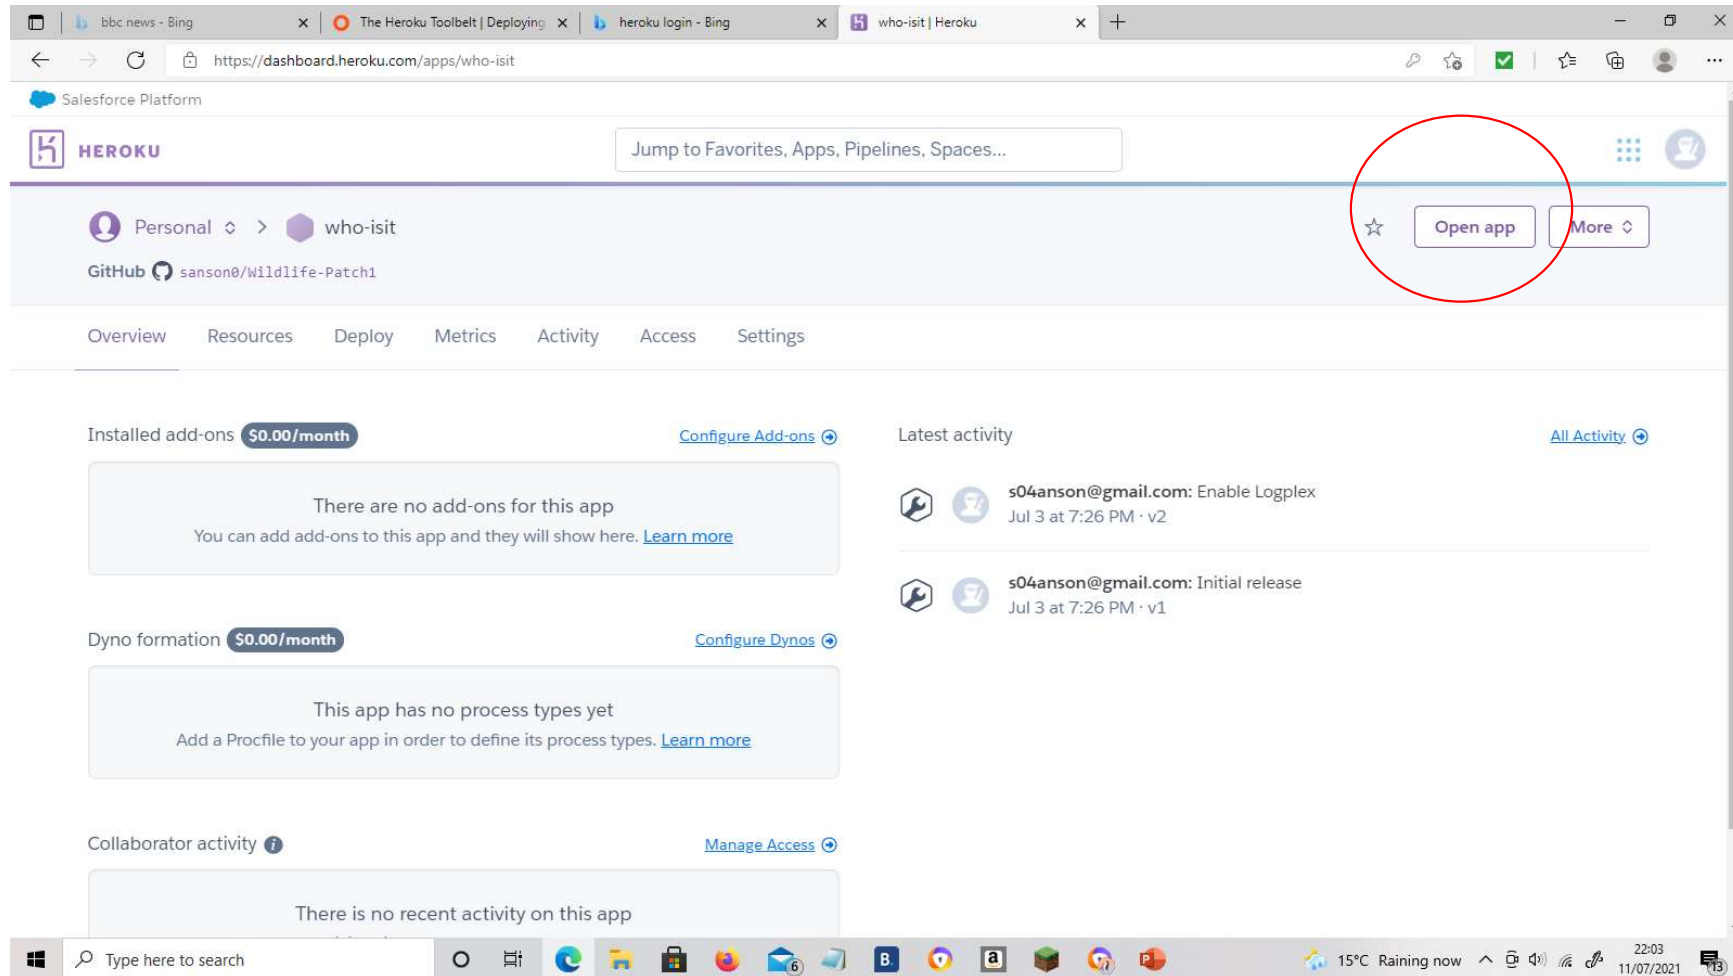 bbc news - Bing
The Heroku Toolbelt | Deploying
heroku login - Bing
who-isit | Heroku
https://dashboard.heroku.com/apps/who-isit
Salesforce Platform
HEROKU
Jump to Favorites, Apps, Pipelines, Spaces...
Personal > who-isit
Open app
More
GitHub sanson0/Wildlife-Patch1
Overview Resources Deploy Metrics Activity Access Settings
Installed add-ons $0.00/month
Configure Add-ons
There are no add-ons for this app
You can add add-ons to this app and they will show here. Learn more
Dyno formation $0.00/month
Configure Dynos
This app has no process types yet
Add a Procfile to your app in order to define its process types. Learn more
Collaborator activity
Manage Access
There is no recent activity on this app
Latest activity
All Activity
s04anson@gmail.com: Enable Logplex
Jul 3 at 7:26 PM · v2
s04anson@gmail.com: Initial release
Jul 3 at 7:26 PM · v1
Type here to search
6
B.
a
15°C Raining now
22:03
11/07/2021
13